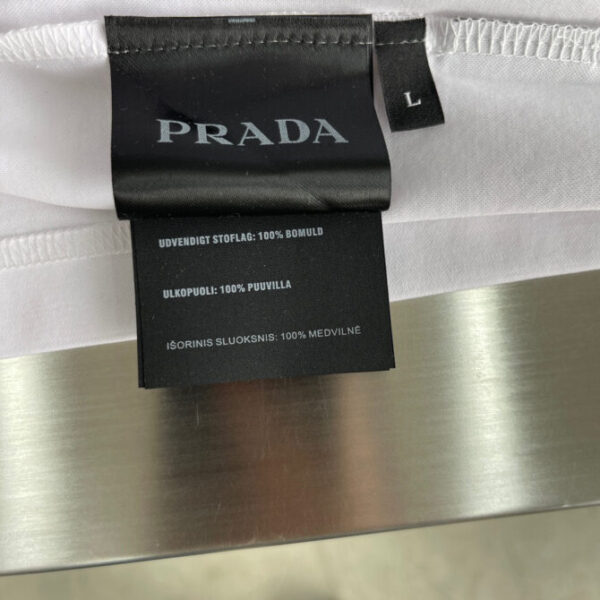 PRADA
L
UDVENDIGT STOFLAG: 100% BOMULD
ULKOPUOLI: 100% PUUVILLA
IŠORINIS SLUOKSNIS: 100% MEDVILNĖ